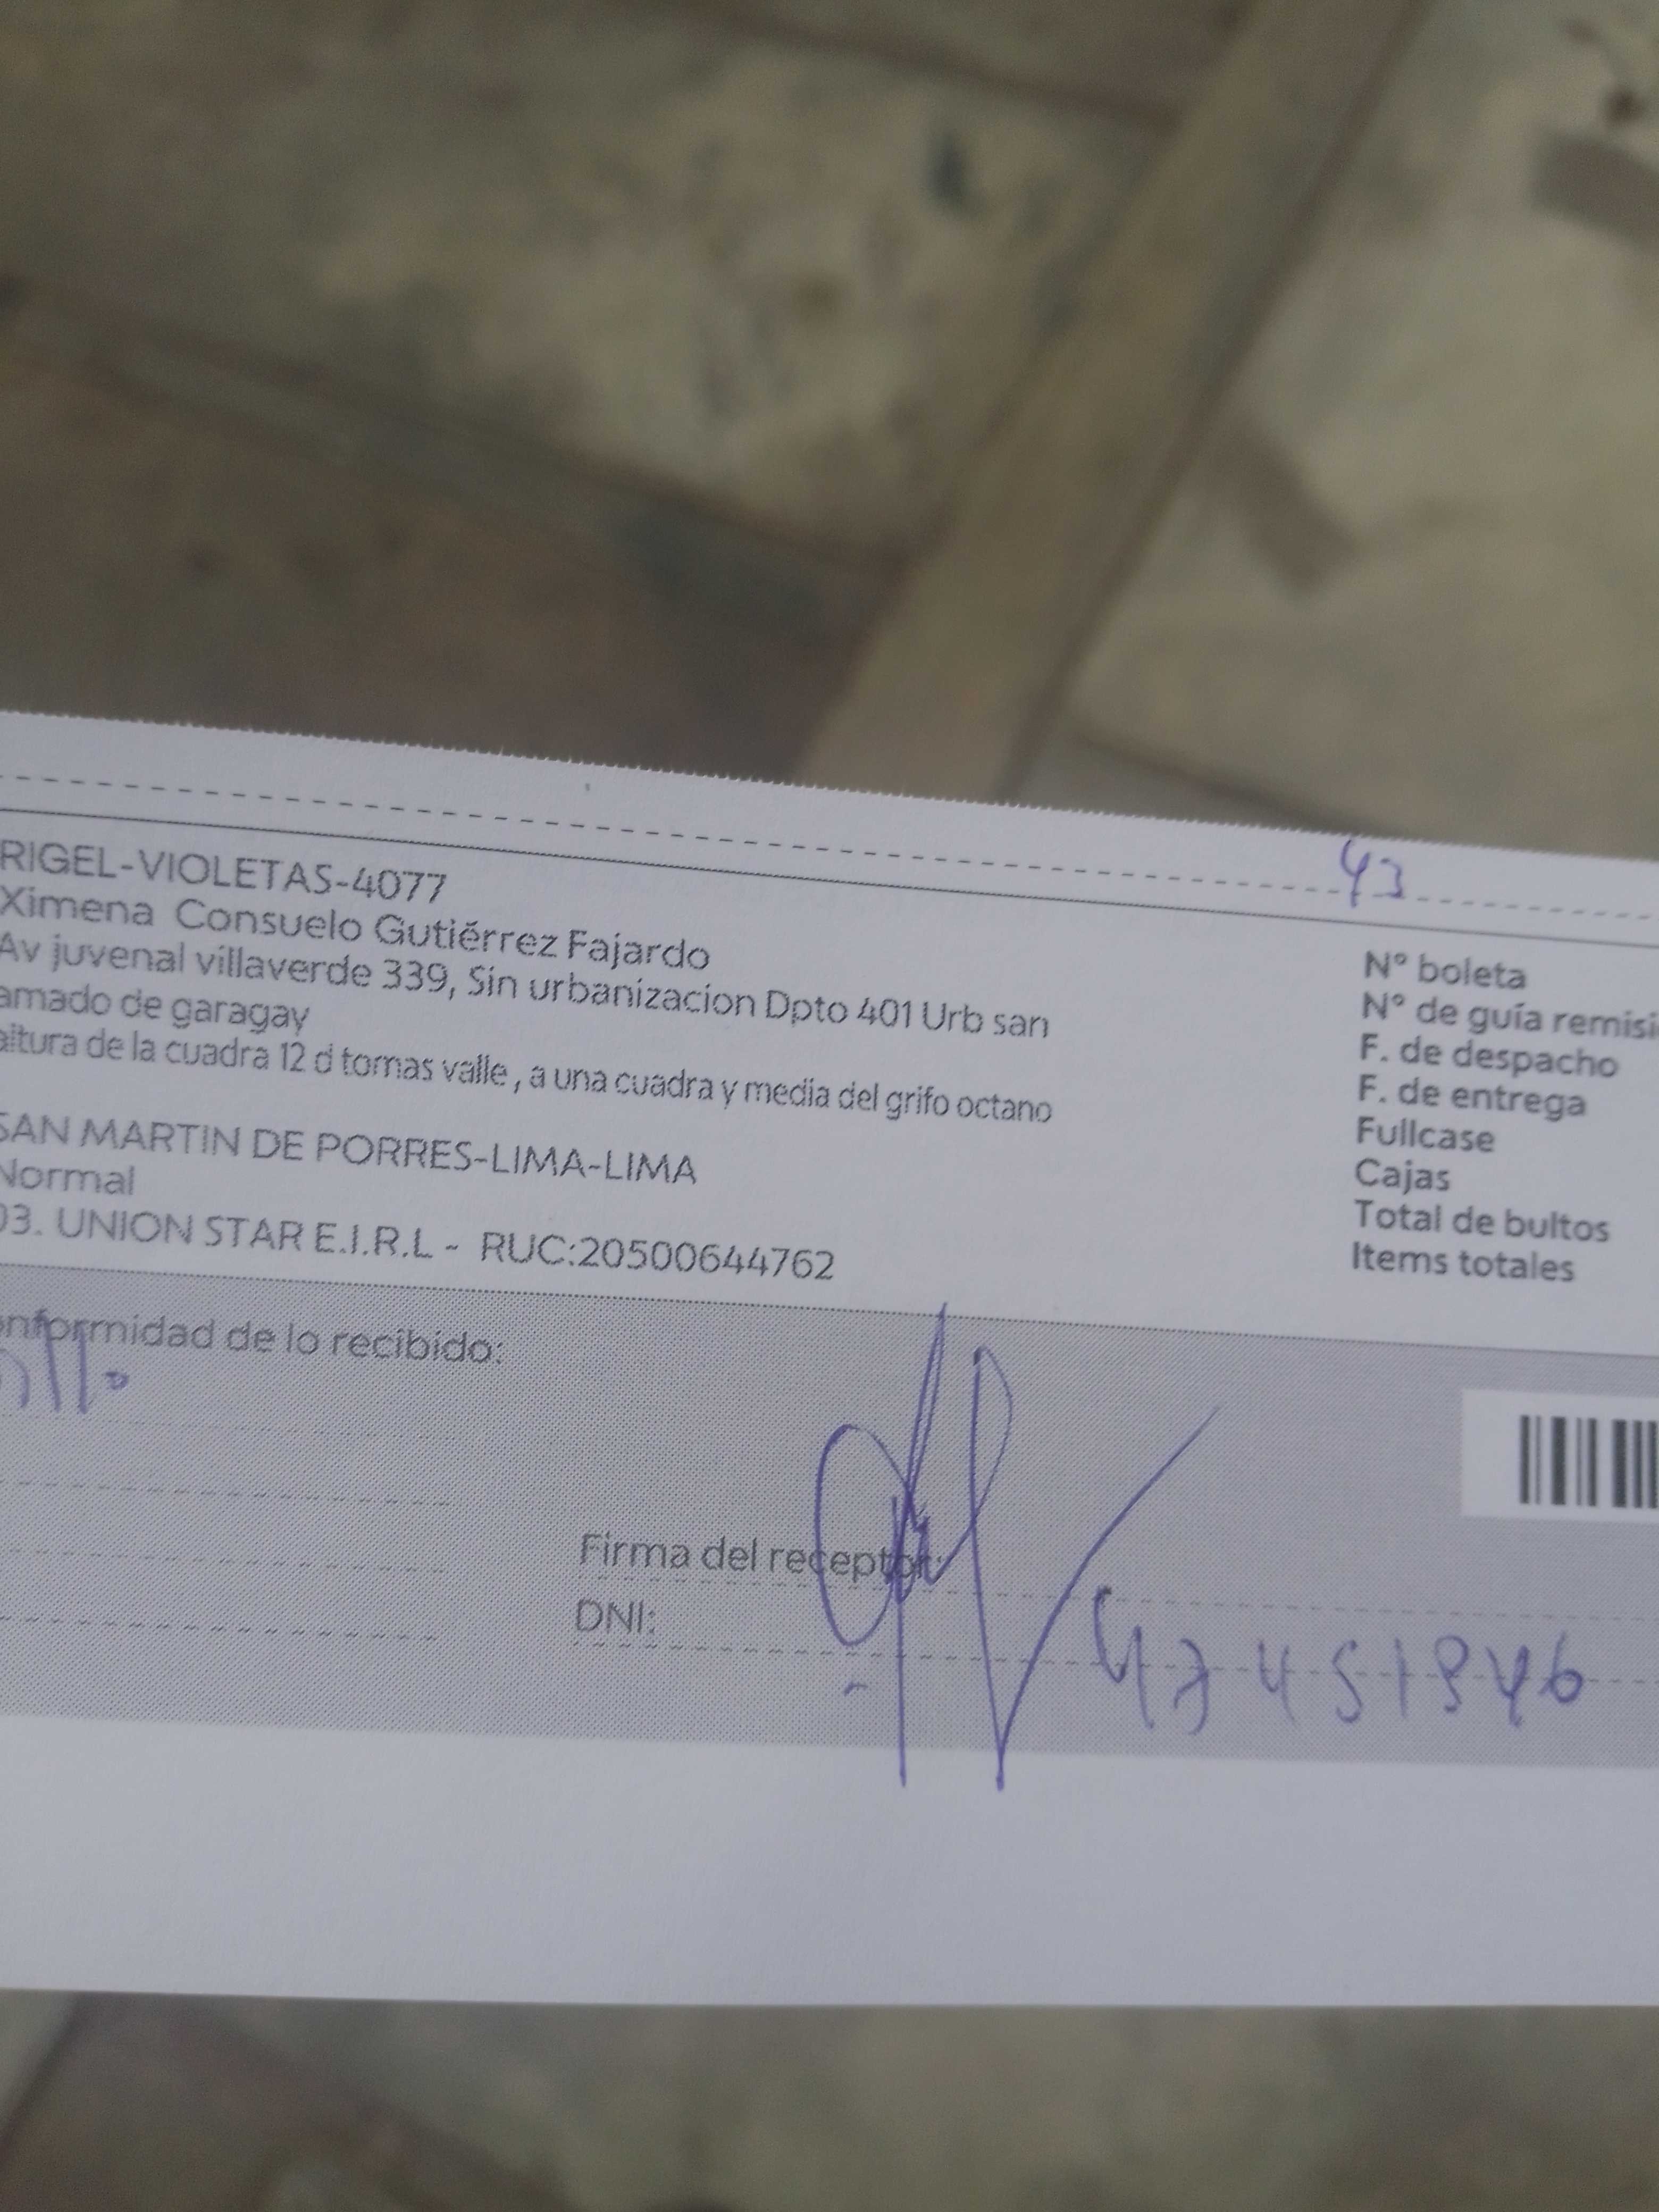 43
RIGEL-VIOLETAS-4077
Ximena Consuelo Gutiérrez Fajardo
Av juvenal villaverde 339, Sin urbanizacion Dpto 401 Urb san
amado de garagay
altura de la cuadra 12 d tomas valle, a una cuadra y media del grifo octano
SAN MARTIN DE PORRES-LIMA-LIMA
Normal
03. UNION STAR E.I.R.L - RUC:20500644762
N° boleta
N° de guía remisi
F. de despacho
F. de entrega
Fullcase
Cajas
Total de bultos
Items totales
onformidad de lo recibido:
Firma del receptor:
DNI:
47451946